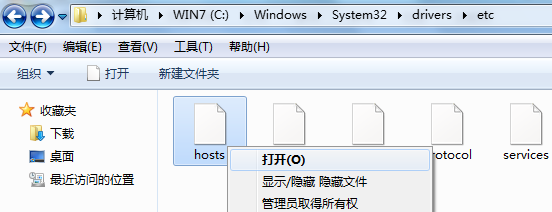 计算机 ▸ WIN7 (C:) ▸ Windows ▸ System32 ▸ drivers ▸ etc
文件(F) 编辑(E) 查看(V) 工具(T) 帮助(H)
组织 打开 新建文件夹
收藏夹
下载
桌面
最近访问的位置
hosts rotocol services
打开(O)
显示/隐藏 隐藏文件
管理员取得所有权